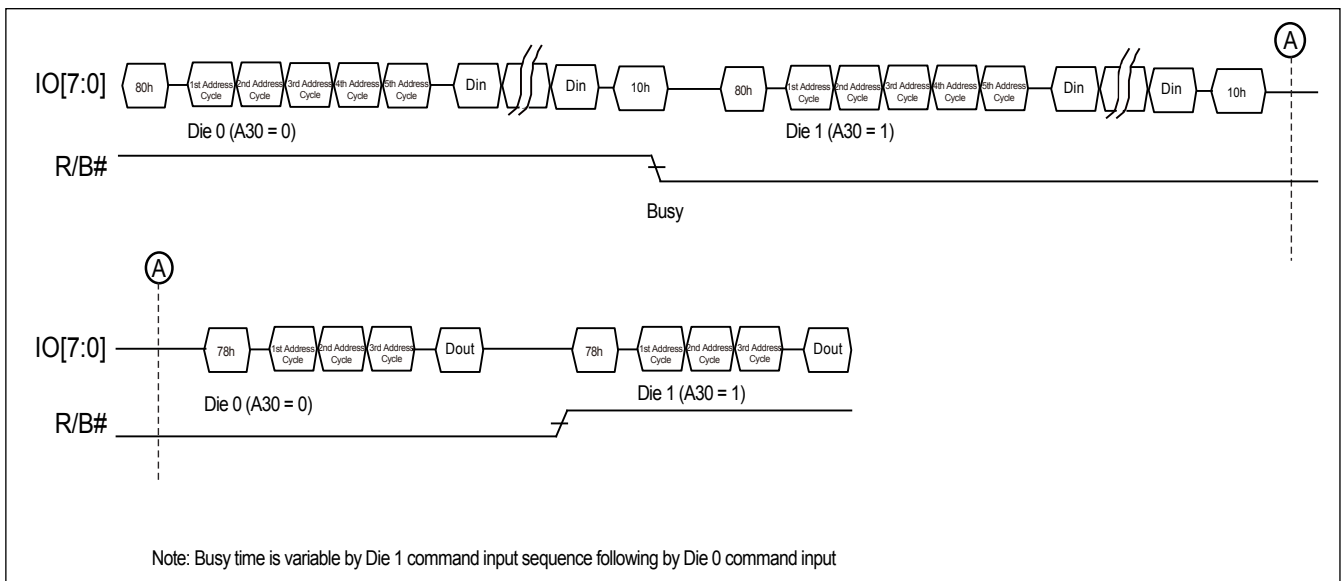 A
IO[7:0] 80h 1st Address Cycle 2nd Address Cycle 3rd Address Cycle 4th Address Cycle 5th Address Cycle Din Din 10h 80h 1st Address Cycle 2nd Address Cycle 3rd Address Cycle 4th Address Cycle 5th Address Cycle Din Din 10h
Die 0 (A30 = 0) Die 1 (A30 = 1)
R/B#
Busy
A
IO[7:0] 78h 1st Address Cycle 2nd Address Cycle 3rd Address Cycle Dout 78h 1st Address Cycle 2nd Address Cycle 3rd Address Cycle Dout
Die 0 (A30 = 0) Die 1 (A30 = 1)
R/B#
Note: Busy time is variable by Die 1 command input sequence following by Die 0 command input